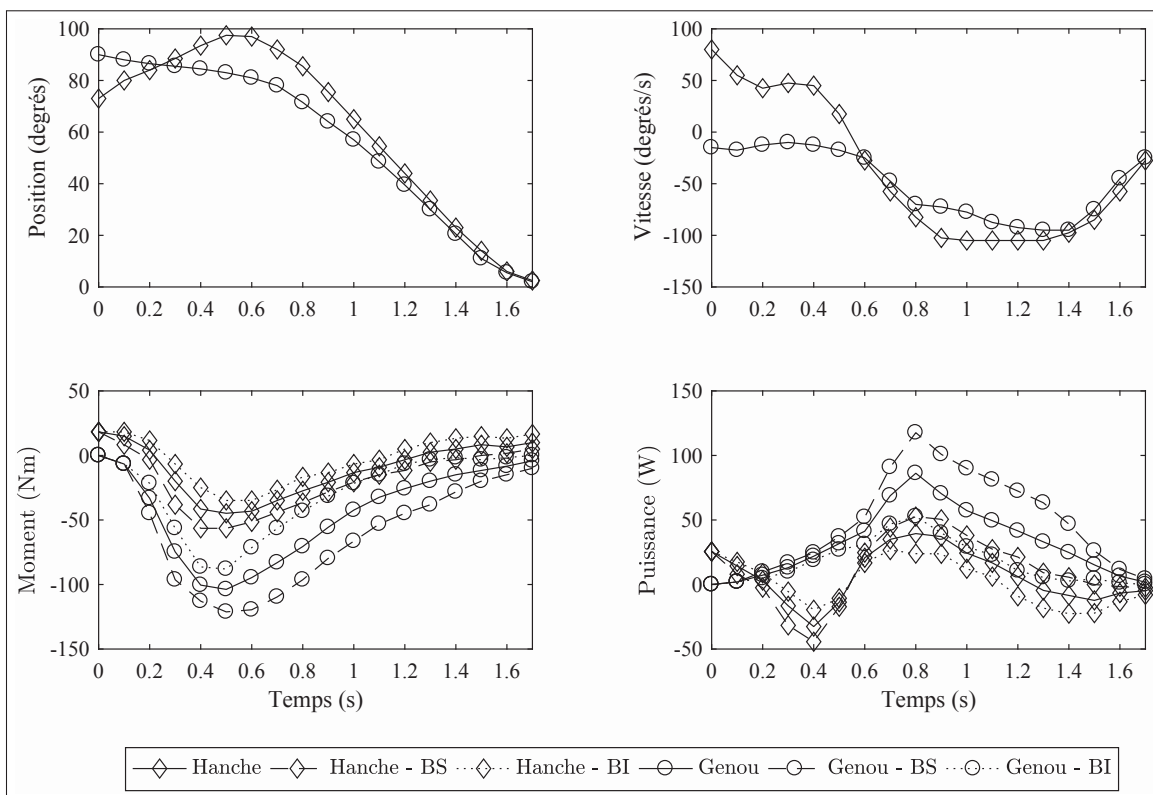 Position (degrés)
100
80
60
40
20
0
0 0.2 0.4 0.6 0.8 1 1.2 1.4 1.6
Vitesse (degrés/s)
100
50
0
-50
-100
-150
0 0.2 0.4 0.6 0.8 1 1.2 1.4 1.6
Moment (Nm)
50
0
-50
-100
-150
0 0.2 0.4 0.6 0.8 1 1.2 1.4 1.6
Temps (s)
Puissance (W)
150
100
50
0
-50
0 0.2 0.4 0.6 0.8 1 1.2 1.4 1.6
Temps (s)
Hanche Hanche - BS Hanche - BI Genou Genou - BS Genou - BI